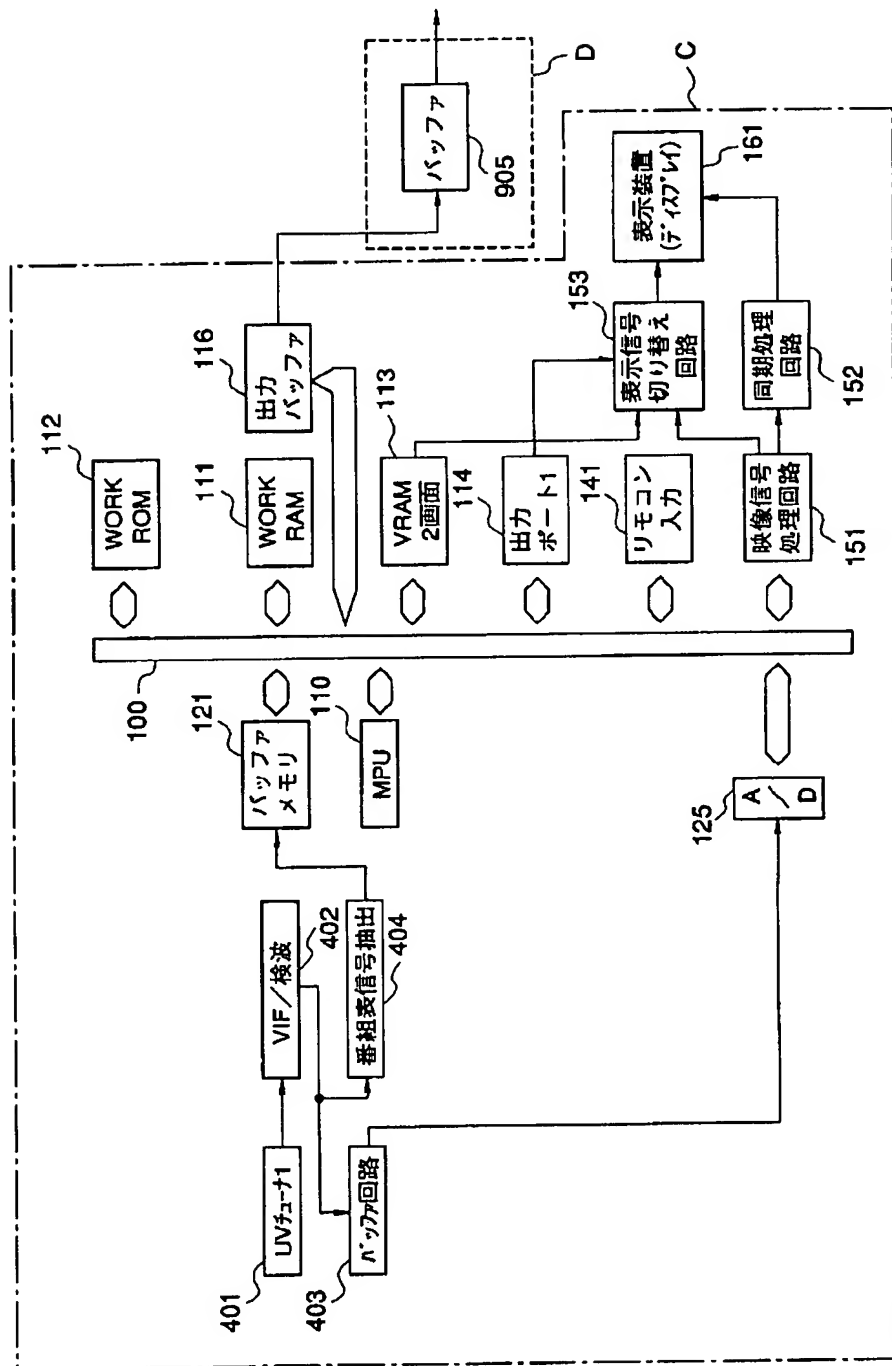 401
UVチューナ1
VIF/検波
402
バッファ回路
403
番組表信号抽出
404
バッファ
メモリ
121
MPU
110
A/D
125
100
WORK
ROM
112
WORK
RAM
111
出力
バッファ
116
VRAM
2画面
113
出力
ポート1
114
リモコン
入力
141
映像信号
処理回路
151
表示信号
切り替え
回路
153
同期処理
回路
152
表示装置
(ディスプレイ)
161
バッファ
905
D
C